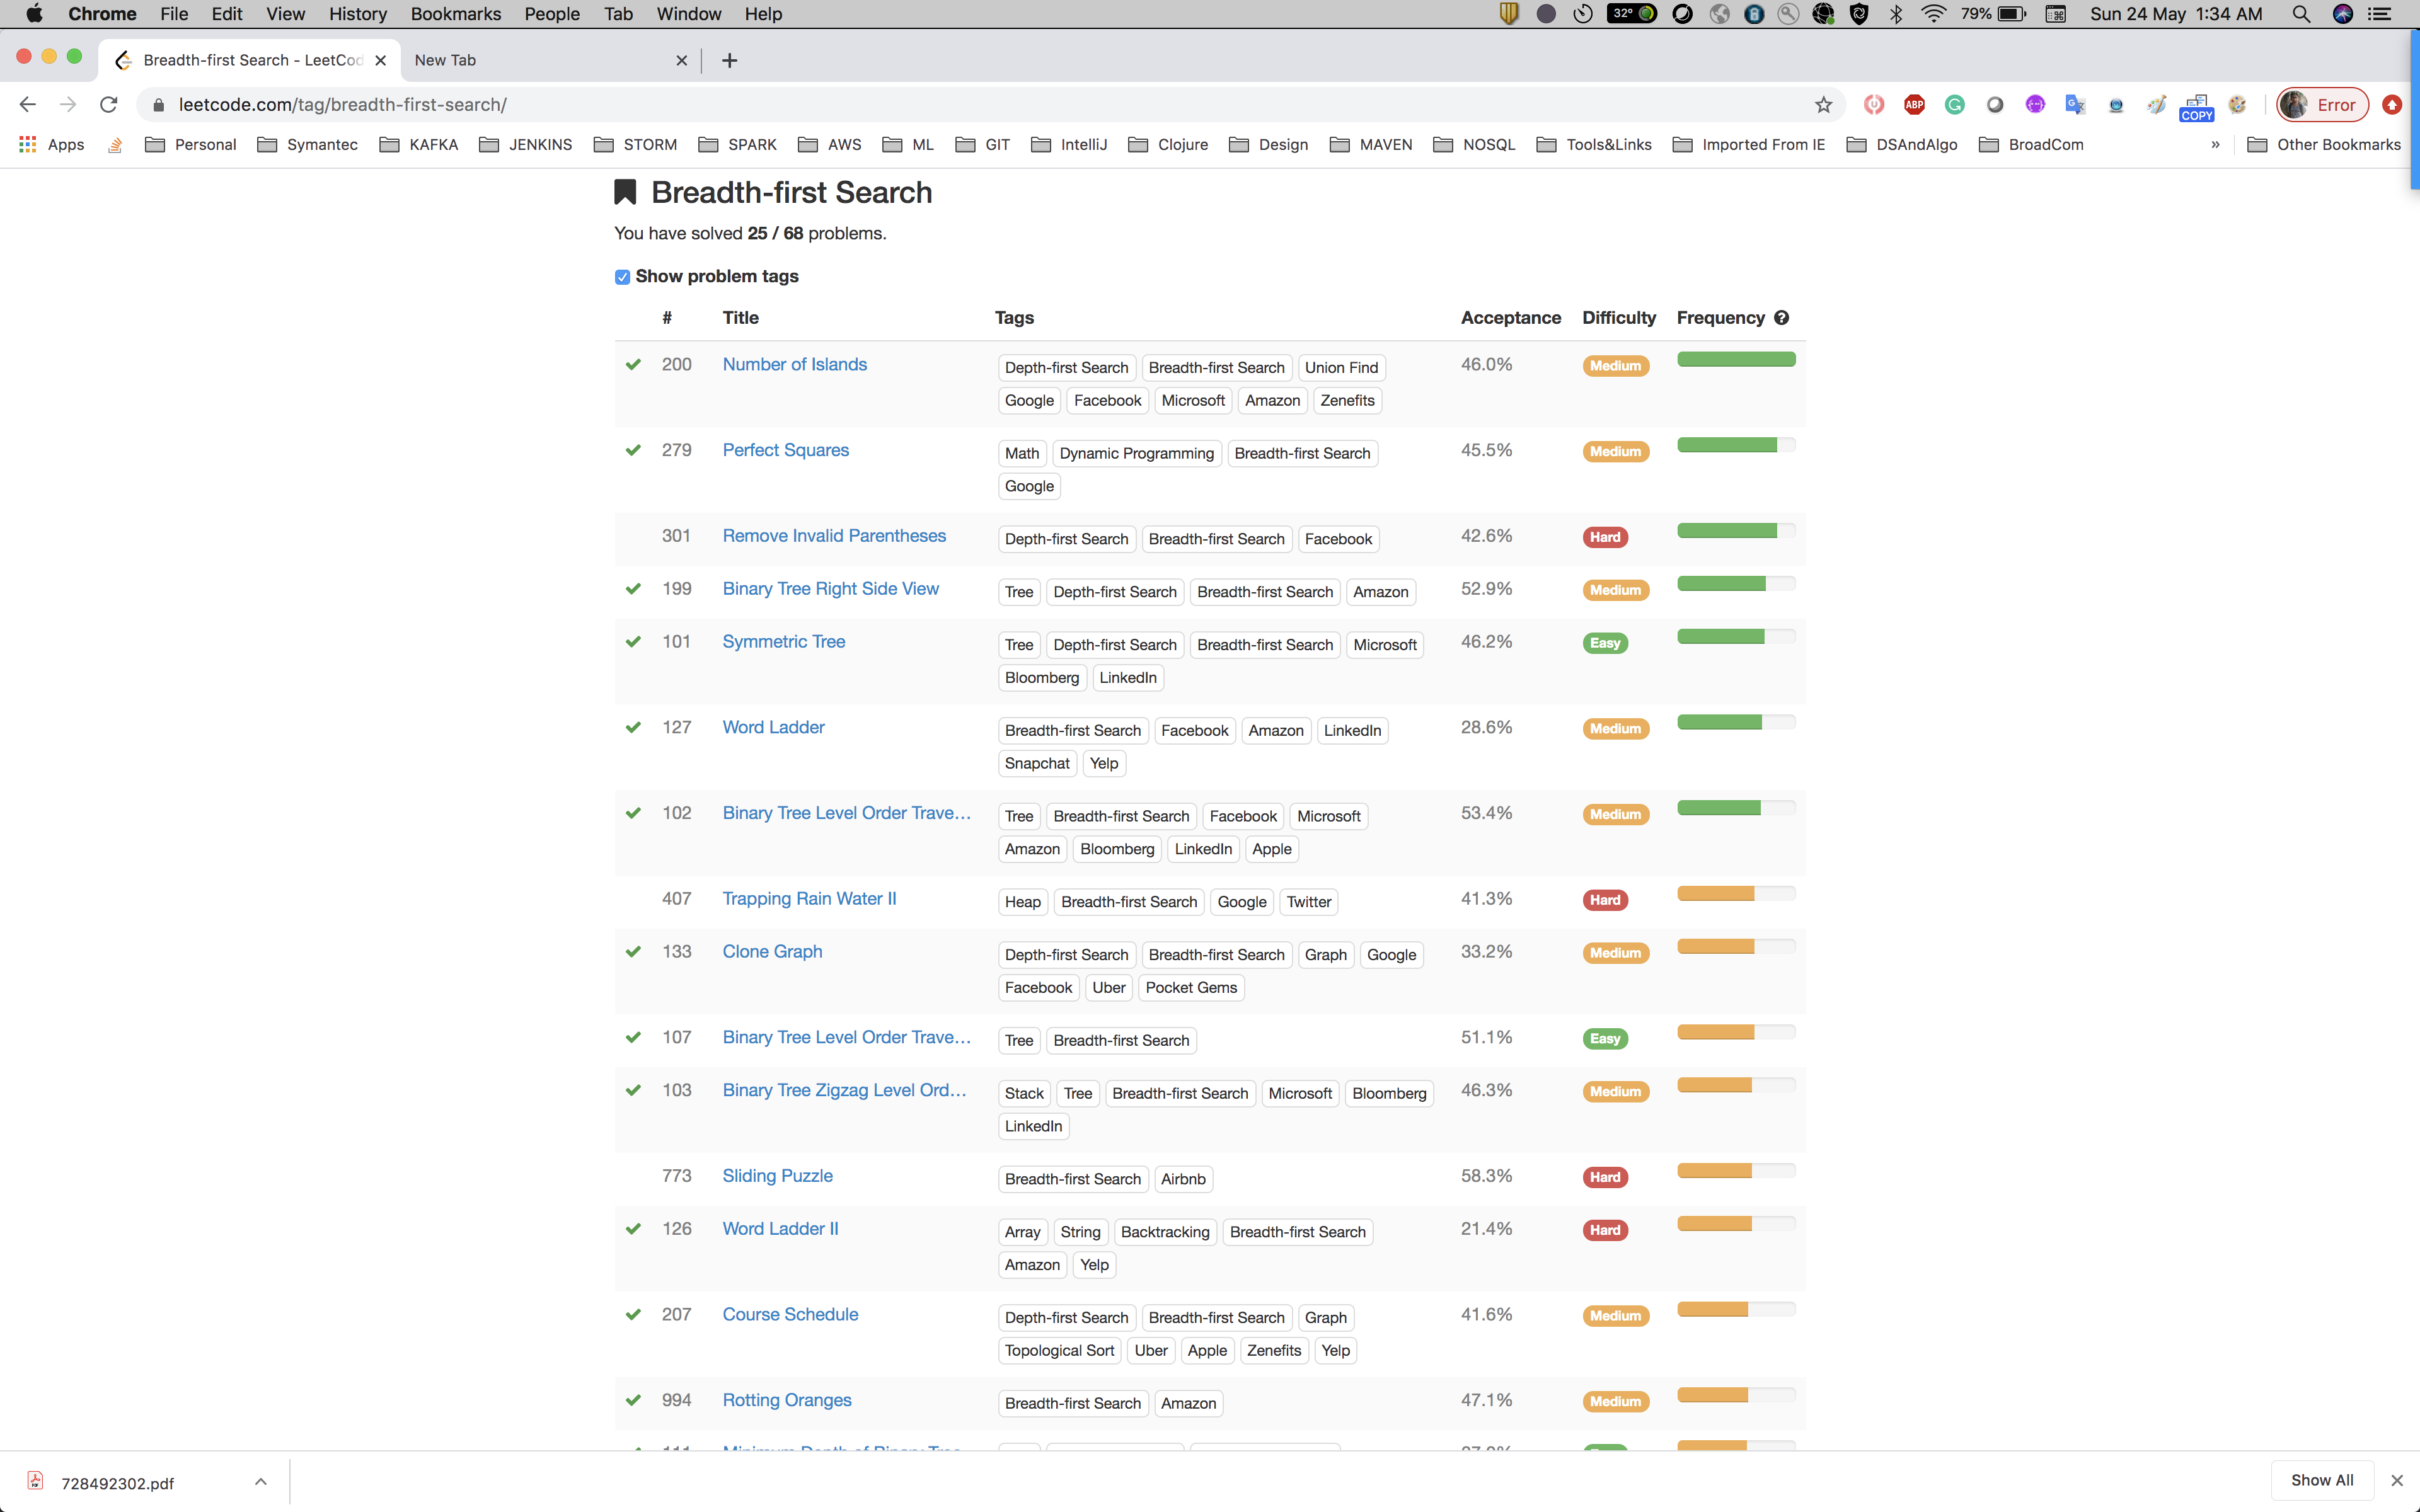 Chrome File Edit View History Bookmarks People Tab Window Help 32° 79% Sun 24 May 1:34 AM
Breadth-first Search - LeetCod New Tab
leetcode.com/tag/breadth-first-search/ ABP COPY Error
Apps Personal Symantec KAFKA JENKINS STORM SPARK AWS ML GIT IntelliJ Clojure Design MAVEN NOSQL Tools&Links Imported From IE DSAndAlgo BroadCom » Other Bookmarks
Breadth-first Search
You have solved 25 / 68 problems.
Show problem tags
# Title Tags Acceptance Difficulty Frequency ?
200 Number of Islands Depth-first Search Breadth-first Search Union Find 46.0% Medium
Google Facebook Microsoft Amazon Zenefits
279 Perfect Squares Math Dynamic Programming Breadth-first Search 45.5% Medium
Google
301 Remove Invalid Parentheses Depth-first Search Breadth-first Search Facebook 42.6% Hard
199 Binary Tree Right Side View Tree Depth-first Search Breadth-first Search Amazon 52.9% Medium
101 Symmetric Tree Tree Depth-first Search Breadth-first Search Microsoft 46.2% Easy
Bloomberg LinkedIn
127 Word Ladder Breadth-first Search Facebook Amazon LinkedIn 28.6% Medium
Snapchat Yelp
102 Binary Tree Level Order Trave... Tree Breadth-first Search Facebook Microsoft 53.4% Medium
Amazon Bloomberg LinkedIn Apple
407 Trapping Rain Water II Heap Breadth-first Search Google Twitter 41.3% Hard
133 Clone Graph Depth-first Search Breadth-first Search Graph Google 33.2% Medium
Facebook Uber Pocket Gems
107 Binary Tree Level Order Trave... Tree Breadth-first Search 51.1% Easy
103 Binary Tree Zigzag Level Ord... Stack Tree Breadth-first Search Microsoft Bloomberg 46.3% Medium
LinkedIn
773 Sliding Puzzle Breadth-first Search Airbnb 58.3% Hard
126 Word Ladder II Array String Backtracking Breadth-first Search 21.4% Hard
Amazon Yelp
207 Course Schedule Depth-first Search Breadth-first Search Graph 41.6% Medium
Topological Sort Uber Apple Zenefits Yelp
994 Rotting Oranges Breadth-first Search Amazon 47.1% Medium
111 Minimum Depth of Binary Tree
728492302.pdf Show All